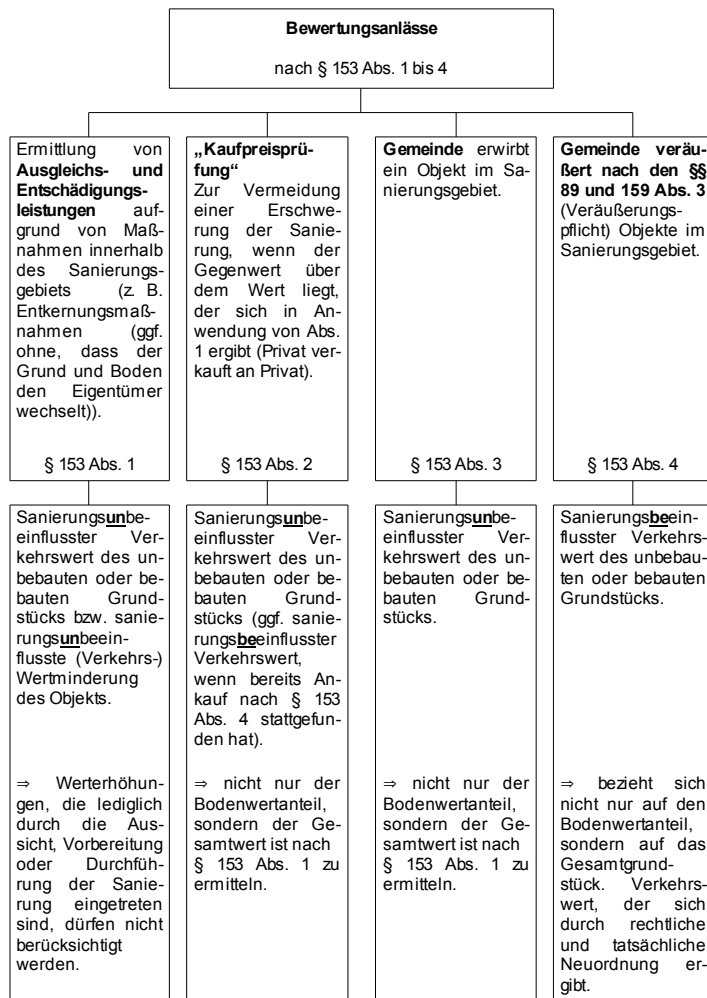 Bewertungsanlässe
nach § 153 Abs. 1 bis 4
Ermittlung von
Ausgleichs- und
Entschädigungs-
leistungen auf-
grund von Maß-
nahmen innerhalb
des Sanierungs-
gebiets (z. B.
Entkernungsmaß-
nahmen (ggf.
ohne, dass der
Grund und Boden
den Eigentümer
wechselt)).
§ 153 Abs. 1
„Kaufpreisprü-
fung“
Zur Vermeidung
einer Erschwe-
rung der Sanie-
rung, wenn der
Gegenwert über
dem Wert liegt,
der sich in An-
wendung von Abs.
1 ergibt (Privat ver-
kauft an Privat).
§ 153 Abs. 2
Gemeinde erwirbt
ein Objekt im Sa-
nierungsgebiet.
§ 153 Abs. 3
Gemeinde veräu-
ßert nach den §§
89 und 159 Abs. 3
(Veräußerungs-
pflicht) Objekte im
Sanierungsgebiet.
§ 153 Abs. 4
Sanierungsunbe-
einflusster Ver-
kehrswert des un-
bebauten oder be-
bauten Grund-
stücks bzw. sanie-
rungsunbeein-
flusste (Verkehrs-)
Wertminderung
des Objekts.
⇒ Werterhöhun-
gen, die lediglich
durch die Aus-
sicht, Vorbereitung
oder Durchfüh-
rung der Sanie-
rung eingetreten
sind, dürfen nicht
berücksichtigt
werden.
Sanierungsunbe-
einflusster Ver-
kehrswert des un-
bebauten oder be-
bauten Grund-
stücks (ggf. sanie-
rungsbeeinflusster
Verkehrswert,
wenn bereits An-
kauf nach § 153
Abs. 4 stattgefun-
den hat).
⇒ nicht nur der
Bodenwertanteil,
sondern der Ge-
samtwert ist nach
§ 153 Abs. 1 zu
ermitteln.
Sanierungsunbe-
einflusster Ver-
kehrswert des un-
bebauten oder be-
bauten Grund-
stücks.
⇒ nicht nur der
Bodenwertanteil,
sondern der Ge-
samtwert ist nach
§ 153 Abs. 1 zu
ermitteln.
Sanierungsbeein-
flusster Verkehrs-
wert des unbebau-
ten oder bebauten
Grundstücks.
⇒ bezieht sich
nicht nur auf den
Bodenwertanteil,
sondern auf das
Gesamtgrund-
stück. Verkehrs-
wert, der sich
durch rechtliche
und tatsächliche
Neuordnung er-
gibt.